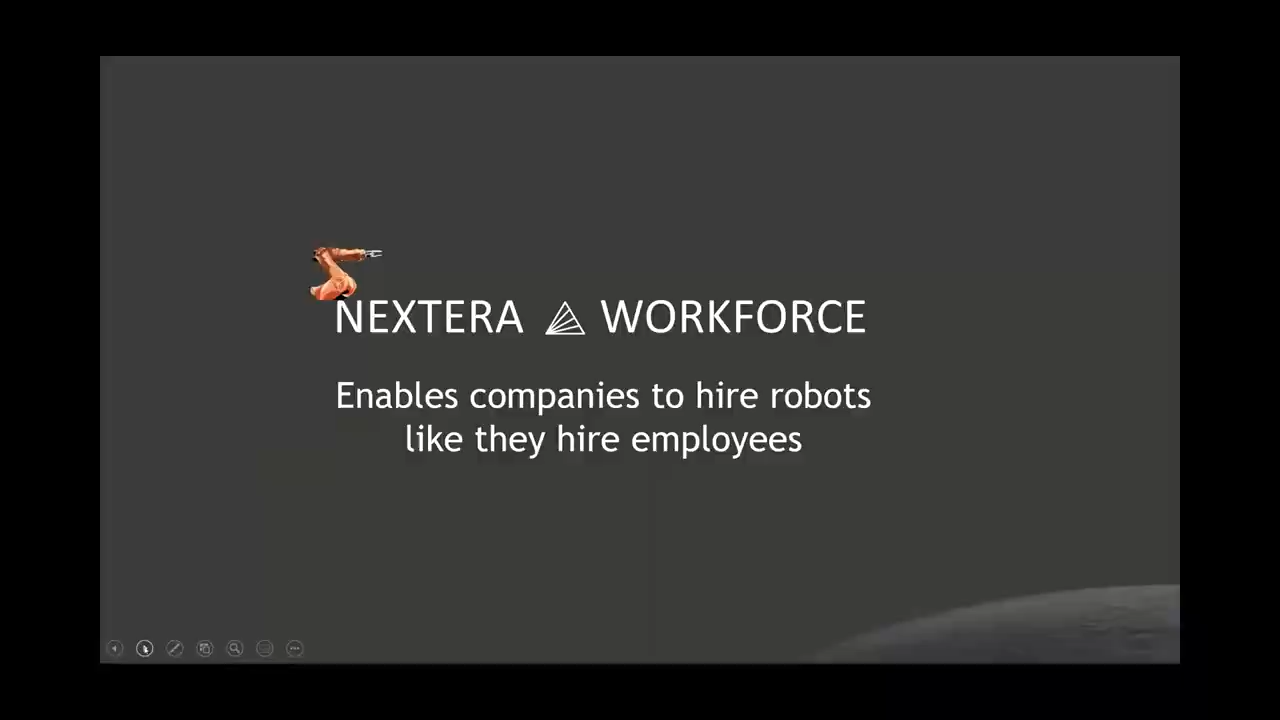 NEXTERA WORKFORCE
Enables companies to hire robots
like they hire employees